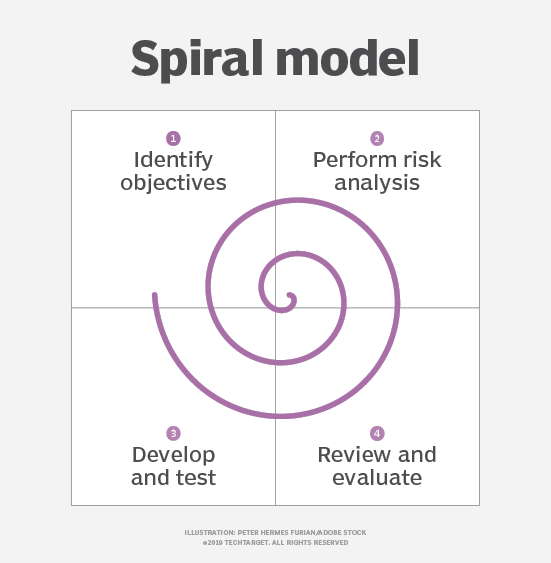 Spiral model
1
Identify
objectives
2
Perform risk
analysis
3
Develop
and test
4
Review and
evaluate
ILLUSTRATION: PETER HERMES FURIAN/ADOBE STOCK
©2019 TECHTARGET. ALL RIGHTS RESERVED